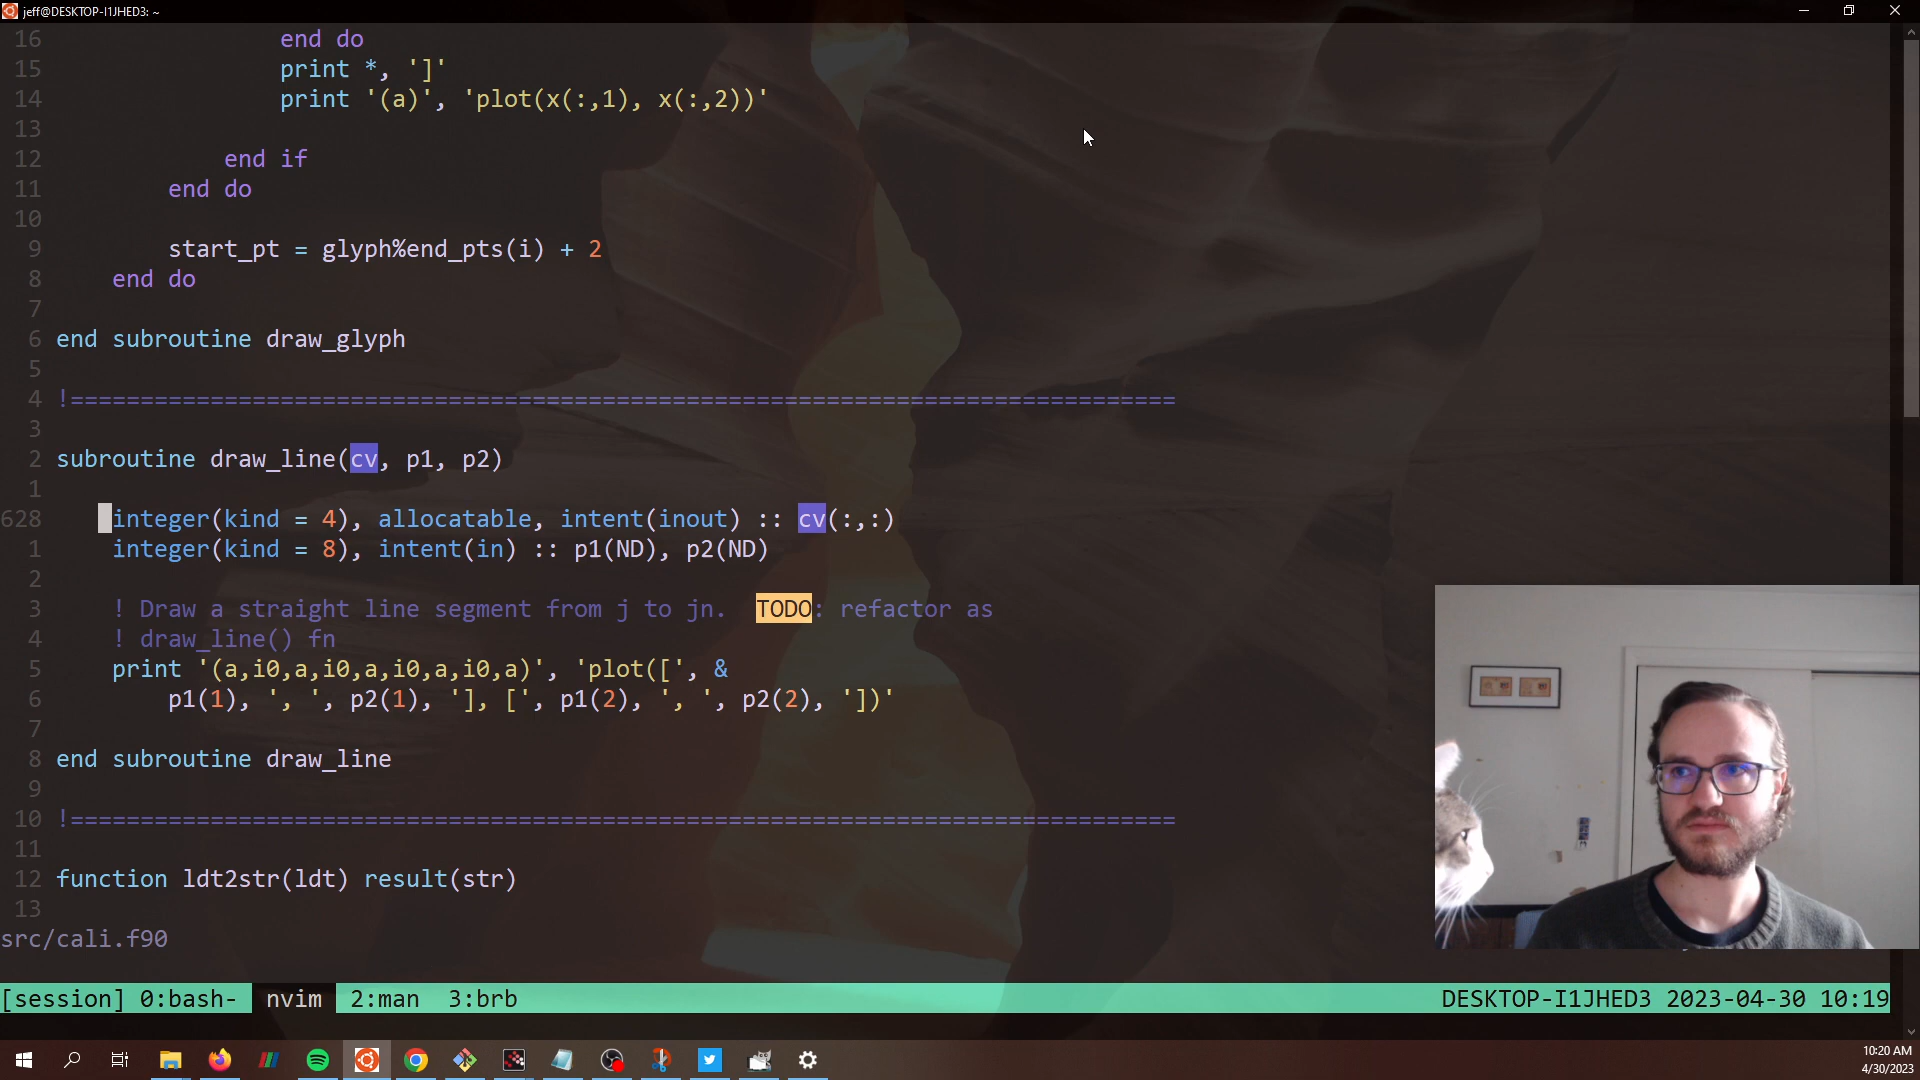 jeff@DESKTOP-I1JHED3: ~
16 end do
15 print *, ']'
14 print '(a)', 'plot(x(:,1), x(:,2))'
13
12 end if
11 end do
10
9 start_pt = glyph%end_pts(i) + 2
8 end do
7
6 end subroutine draw_glyph
5
4 !===============================================================================
3
2 subroutine draw_line(cv, p1, p2)
1
628 integer(kind = 4), allocatable, intent(inout) :: cv(:,:)
1 integer(kind = 8), intent(in) :: p1(ND), p2(ND)
2
3 ! Draw a straight line segment from j to jn.  TODO: refactor as
4 ! draw_line() fn
5 print '(a,i0,a,i0,a,i0,a,i0,a)', 'plot([', &
6 p1(1), ', ', p2(1), '], [', p1(2), ', ', p2(2), '])'
7
8 end subroutine draw_line
9
10 !===============================================================================
11
12 function ldt2str(ldt) result(str)
13
src/cali.f90
[session] 0:bash- nvim 2:man 3:brb DESKTOP-I1JHED3 2023-04-30 10:19
10:20 AM
4/30/2023